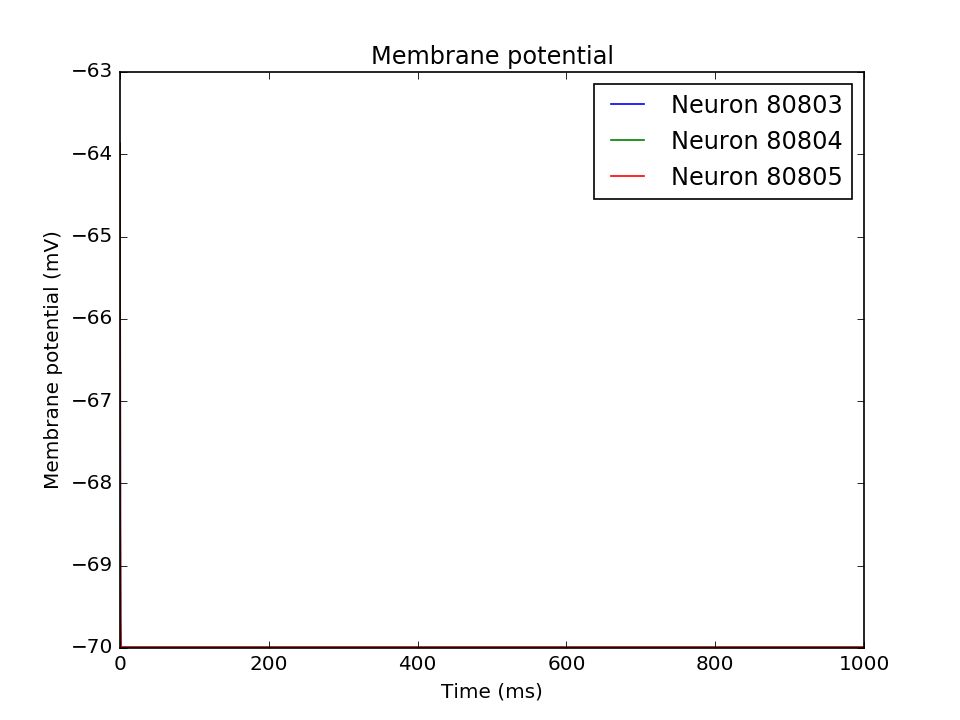 Membrane potential
Neuron 80803
Neuron 80804
Neuron 80805
Membrane potential (mV)
−63
−64
−65
−66
−67
−68
−69
−70
0 200 400 600 800 1000
Time (ms)